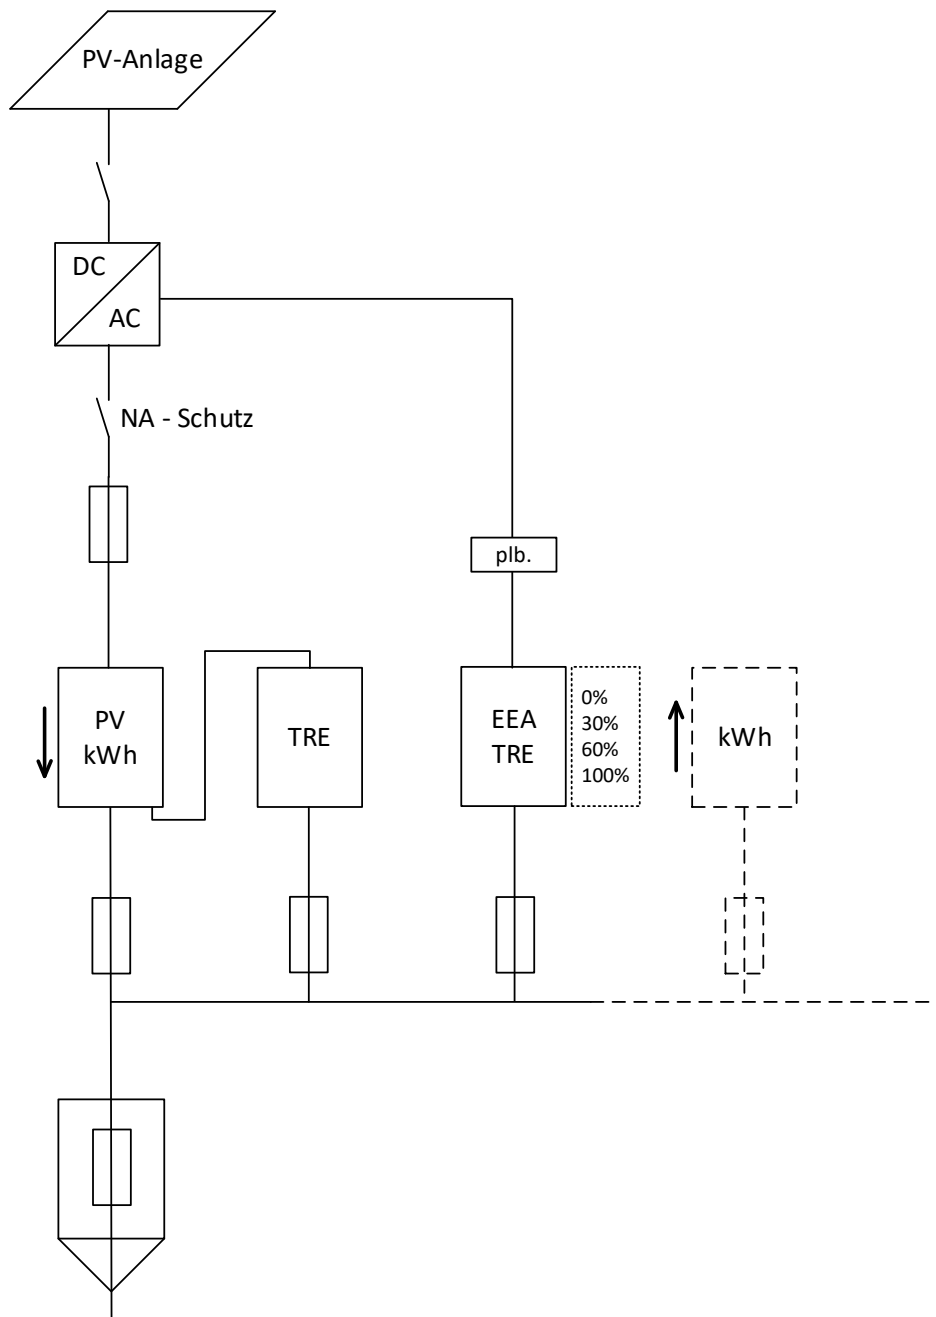 PV-Anlage
DC
AC
NA - Schutz
plb.
PV
kWh
TRE
EEA
TRE
0%
30%
60%
100%
kWh